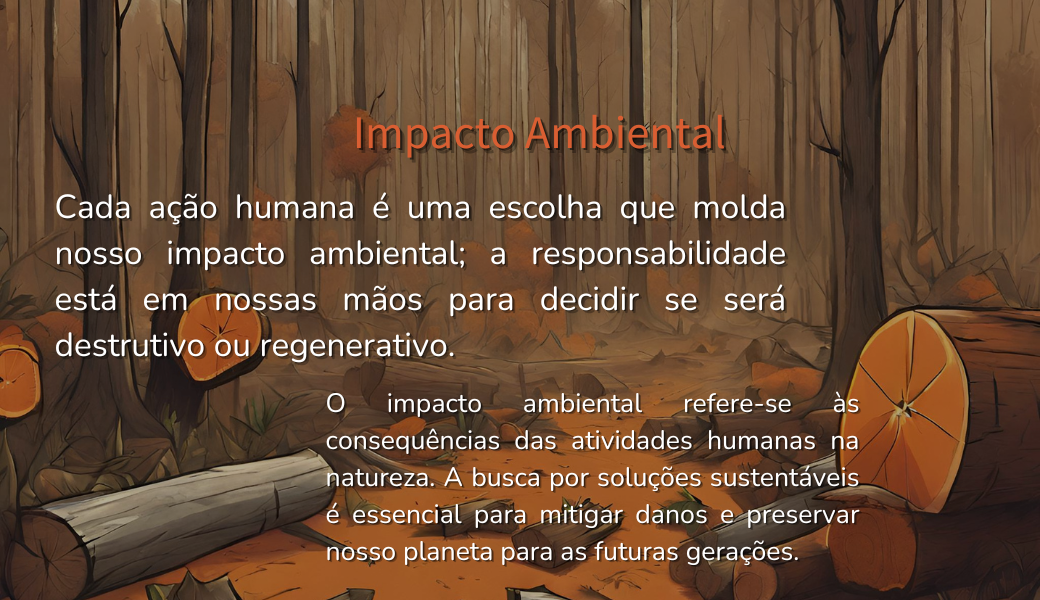 Impacto Ambiental
Cada ação humana é uma escolha que molda
nosso impacto ambiental; a responsabilidade
está em nossas mãos para decidir se será
destrutivo ou regenerativo.
O impacto ambiental refere-se às
consequências das atividades humanas na
natureza. A busca por soluções sustentáveis
é essencial para mitigar danos e preservar
nosso planeta para as futuras gerações.